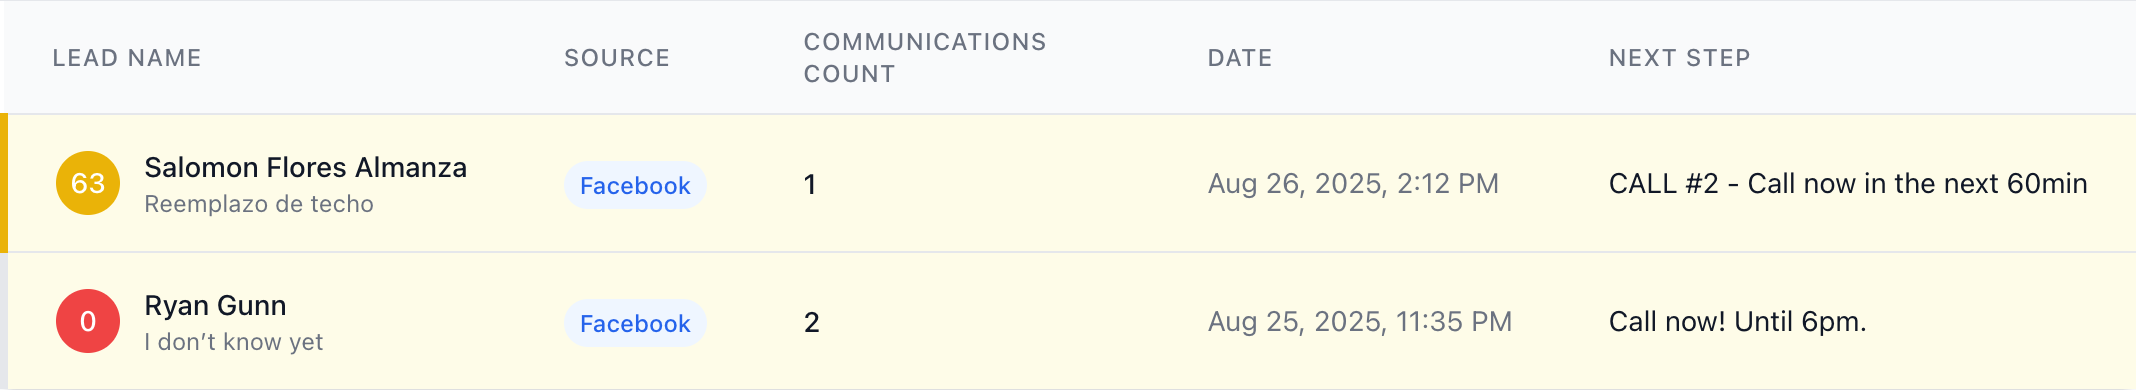 LEAD NAME
SOURCE
COMMUNICATIONS
COUNT
DATE
NEXT STEP
63
Salomon Flores Almanza
Reemplazo de techo
Facebook
1
Aug 26, 2025, 2:12 PM
CALL #2 - Call now in the next 60min
0
Ryan Gunn
I don’t know yet
Facebook
2
Aug 25, 2025, 11:35 PM
Call now! Until 6pm.